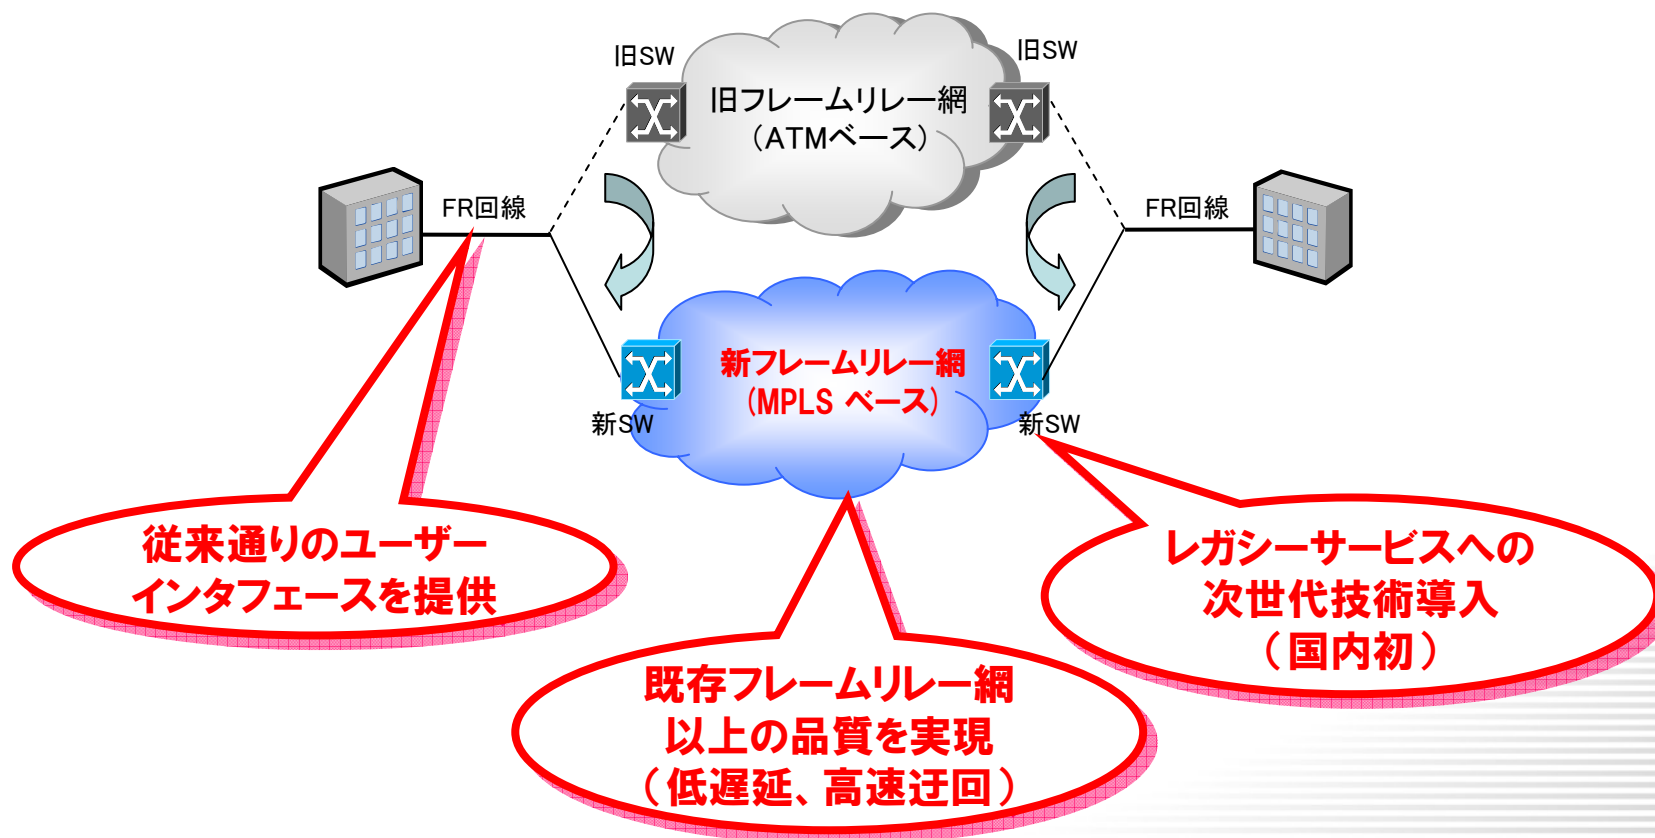 旧SW
旧SW
旧フレームリレー網
（ATMベース）
FR回線
FR回線
新フレームリレー網
（MPLS ベース）
新SW
新SW
従来通りのユーザー
インタフェースを提供
レガシーサービスへの
次世代技術導入
（国内初）
既存フレームリレー網
以上の品質を実現
（低遅延、高速迂回）